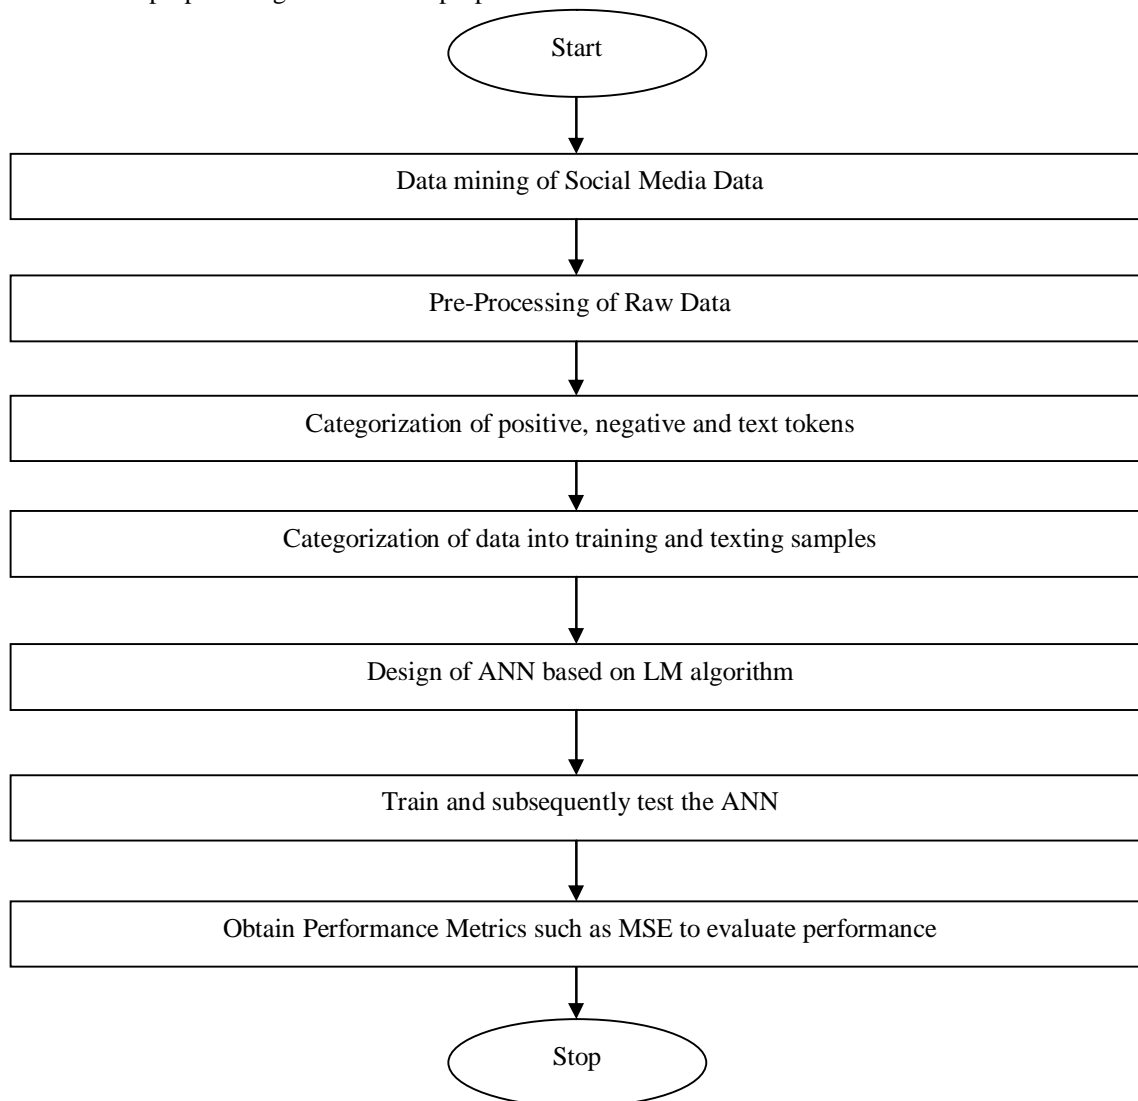 Start
Data mining of Social Media Data
Pre-Processing of Raw Data
Categorization of positive, negative and text tokens
Categorization of data into training and texting samples
Design of ANN based on LM algorithm
Train and subsequently test the ANN
Obtain Performance Metrics such as MSE to evaluate performance
Stop